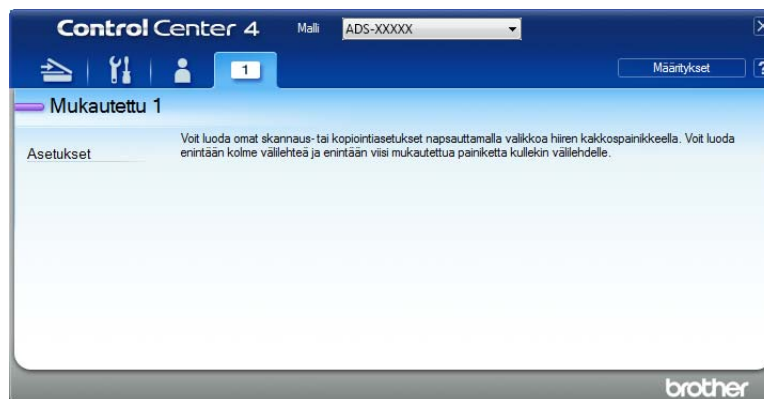 Control Center 4 Malli ADS-XXXXX
1 Määritykset ?
Mukautettu 1
Asetukset
Voit luoda omat skannaus- tai kopiointiasetukset napsauttamalla valikkoa hiiren kakkospainikkeella. Voit luoda
enintään kolme välilehteä ja enintään viisi mukautettua painiketta kullekin välilehdelle.
brother